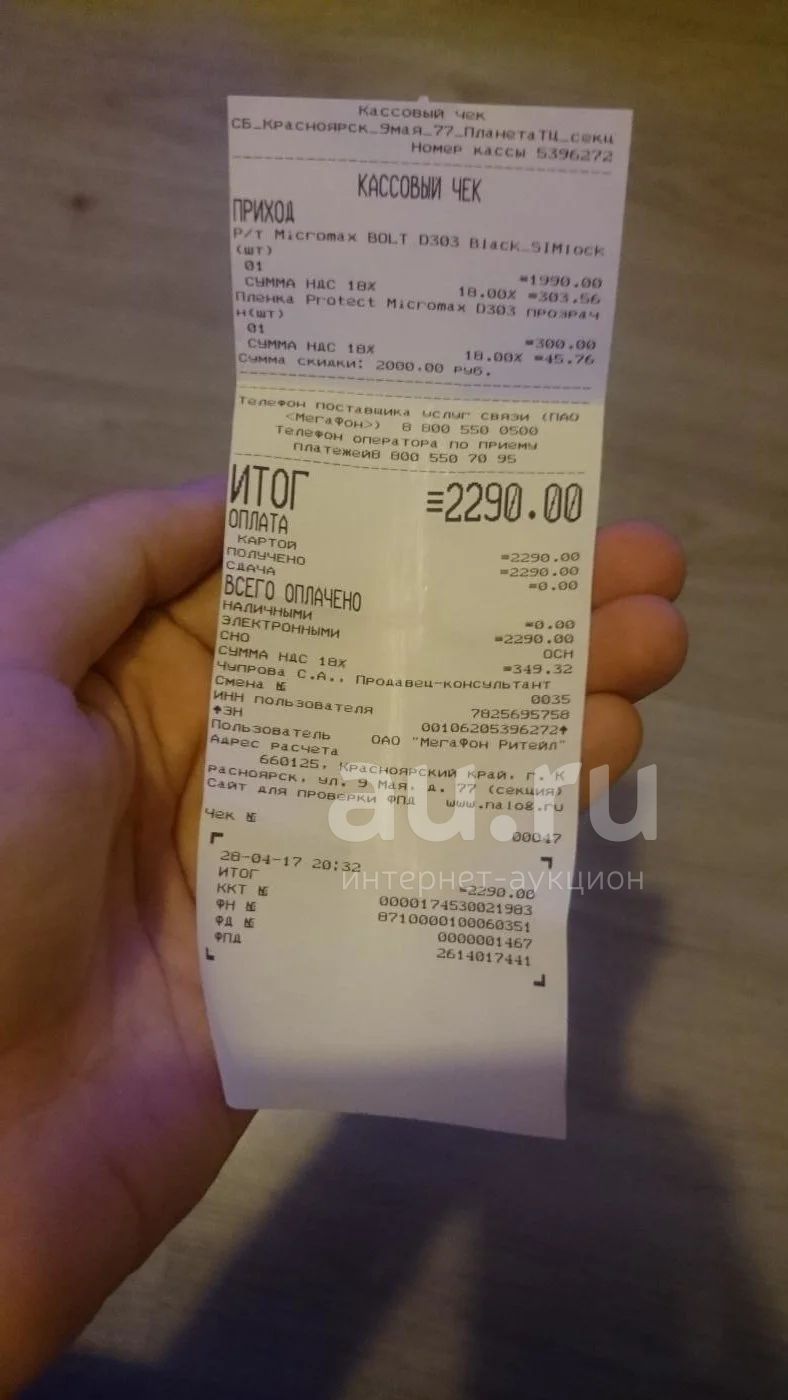 Кассовый чек
СБ_Красноярск_9мая_77_ПланетаТЦ_секц
Номер кассы 5396272
КАССОВЫЙ ЧЕК
ПРИХОД
Р/Т Micromax BOLT D303 Black_SIMlock
(шт)
01 =1990.00
СУММА НДС 18% 18.00% =303.56
Пленка Protect Micromax D303 прозрач
н(шт)
01 =300.00
СУММА НДС 18% 18.00% =45.76
Сумма скидки: 2000.00 руб.
Телефон поставщика услуг связи (ПАО
<МегаФон>) 8 800 550 0500
Телефон оператора по приему
платежей8 800 550 70 95
ИТОГ =2290.00
ОПЛАТА
КАРТОЙ =2290.00
ПОЛУЧЕНО =2290.00
СДАЧА =0.00
ВСЕГО ОПЛАЧЕНО
НАЛИЧНЫМИ =0.00
ЭЛЕКТРОННЫМИ =2290.00
СНО ОСН
СУММА НДС 18% =349.32
Чупрова С.А., Продавец-консультант
Смена № 0035
ИНН пользователя 7825695758
↑ЗН 00106205396272↑
Пользователь ОАО "МегаФон Ритейл"
Адрес расчета
660125, Красноярский край, г. К
расноярск, ул. 9 Мая, д. 77 (секция)
Сайт для проверки ФПД www.nalog.ru
Чек № 00047
28-04-17 20:32
ИТОГ =2290.00
ККТ № 0000174530021983
ФН № 8710000100060351
ФД № 0000001467
ФПД 2614017441
au.ru
интернет-аукцион